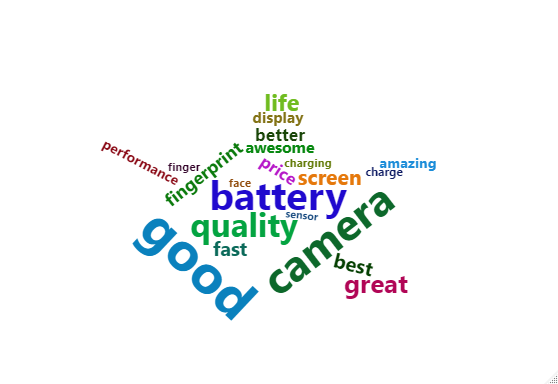 life
display
better
awesome
performance
finger
fingerprint
price
charging
amazing
screen
charge
face
battery
sensor
quality
camera
good
fast
best
great